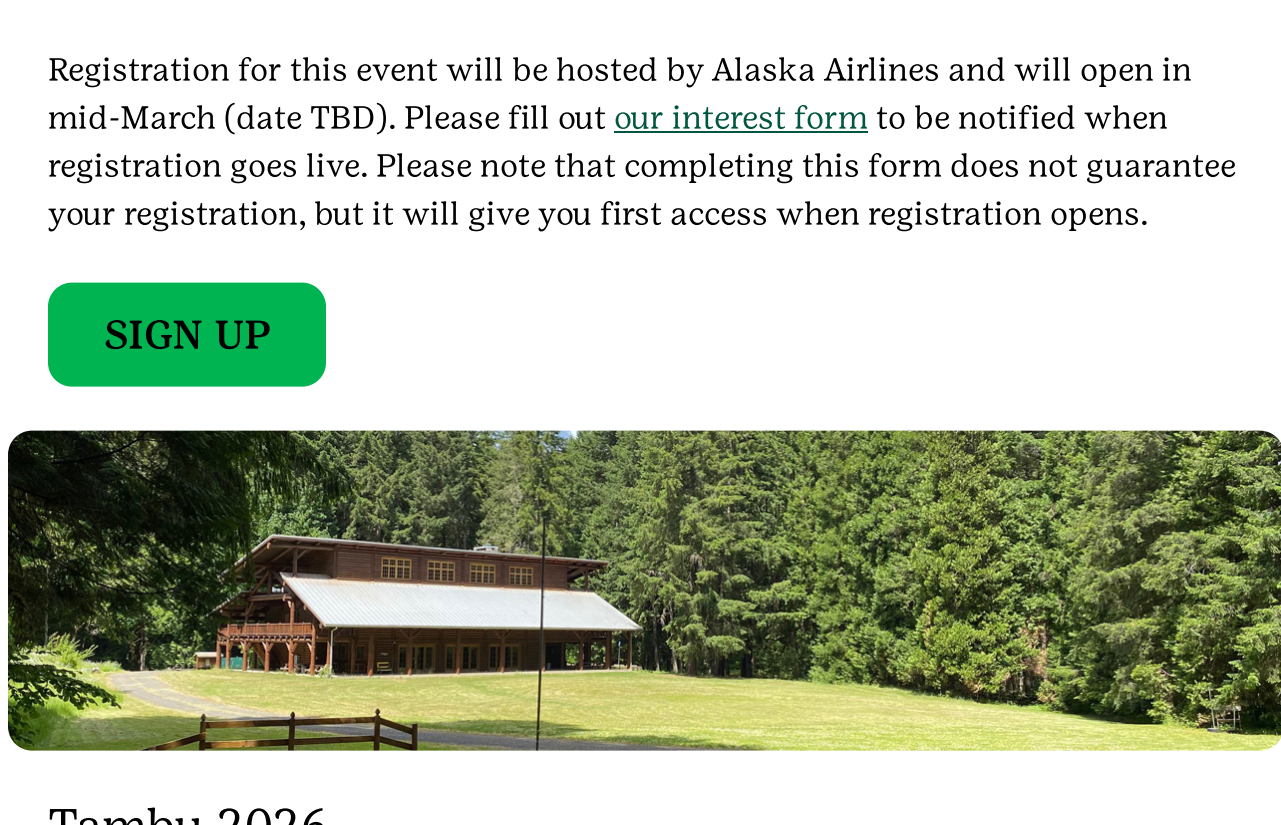 Registration for this event will be hosted by Alaska Airlines and will open in
mid-March (date TBD). Please fill out our interest form to be notified when
registration goes live. Please note that completing this form does not guarantee
your registration, but it will give you first access when registration opens.
SIGN UP
Tambu 2026